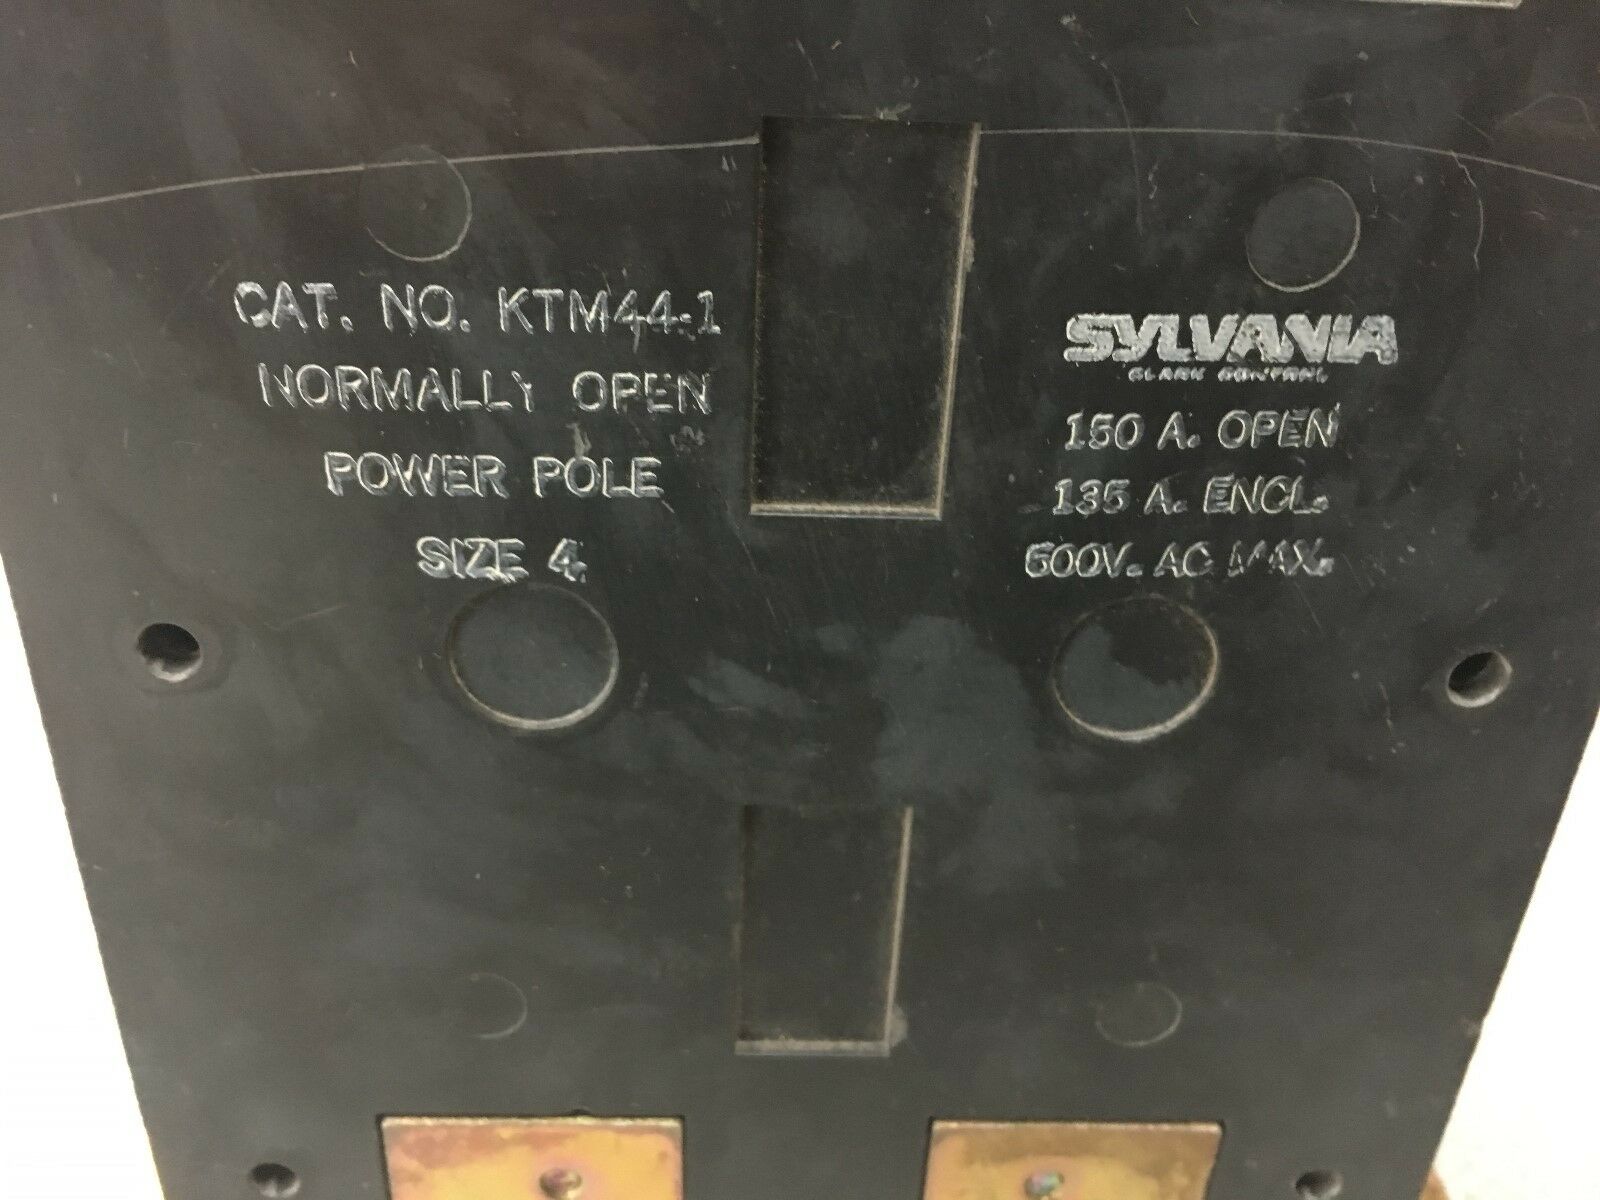 CAT. NO. KTM44-1
NORMALLY OPEN
POWER POLE
SIZE 4
SYLVANIA
CLARK CONTROL
150 A. OPEN
135 A. ENCL.
600V. AC MAX.